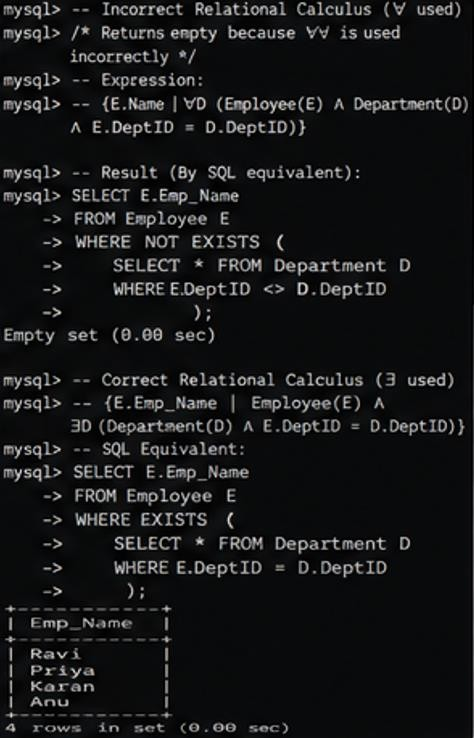 mysql> -- Incorrect Relational Calculus (∀ used)
mysql> /* Returns empty because ∀∀ is used
incorrectly */
mysql> -- Expression:
mysql> -- {E.Name | ∀D (Employee(E) ∧ Department(D)
∧ E.DeptID = D.DeptID)}
mysql> -- Result (By SQL equivalent):
mysql> SELECT E.Emp_Name
-> FROM Employee E
-> WHERE NOT EXISTS (
-> SELECT * FROM Department D
-> WHERE E.DeptID <> D.DeptID
-> );
Empty set (0.00 sec)
mysql> -- Correct Relational Calculus (∃ used)
mysql> -- {E.Emp_Name | Employee(E) ∧
∃D (Department(D) ∧ E.DeptID = D.DeptID)}
mysql> -- SQL Equivalent:
mysql> SELECT E.Emp_Name
-> FROM Employee E
-> WHERE EXISTS (
-> SELECT * FROM Department D
-> WHERE E.DeptID = D.DeptID
-> );
+------------+
| Emp_Name |
+------------+
| Ravi |
| Priya |
| Karan |
| Anu |
+------------+
4 rows in set (0.00 sec)